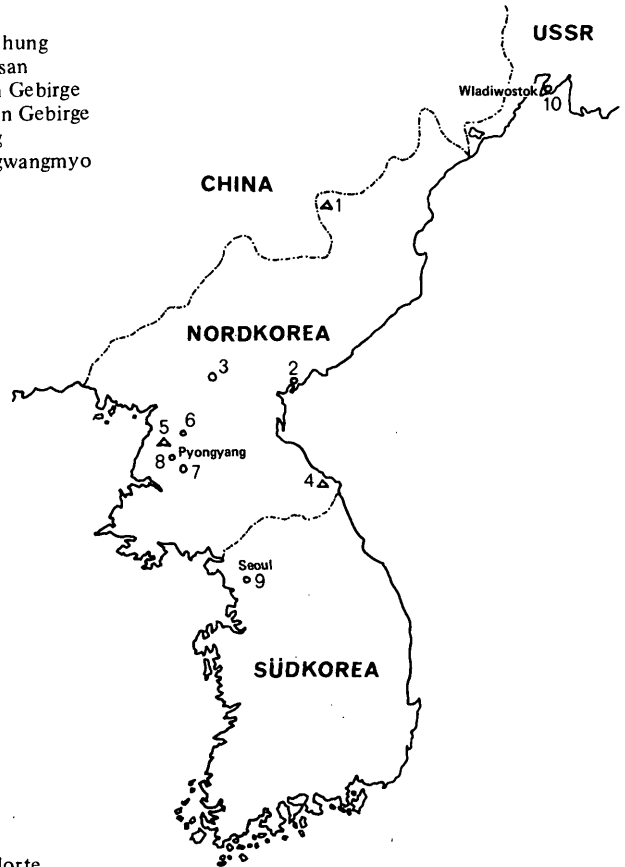 hung
san
Gebirge
n Gebirge
gwangmyo
USSR
Wladiwostok
10
CHINA
1
NORDKOREA
3
2
5
6
8
Pyongyang
7
4
Seoul
9
SÜDKOREA